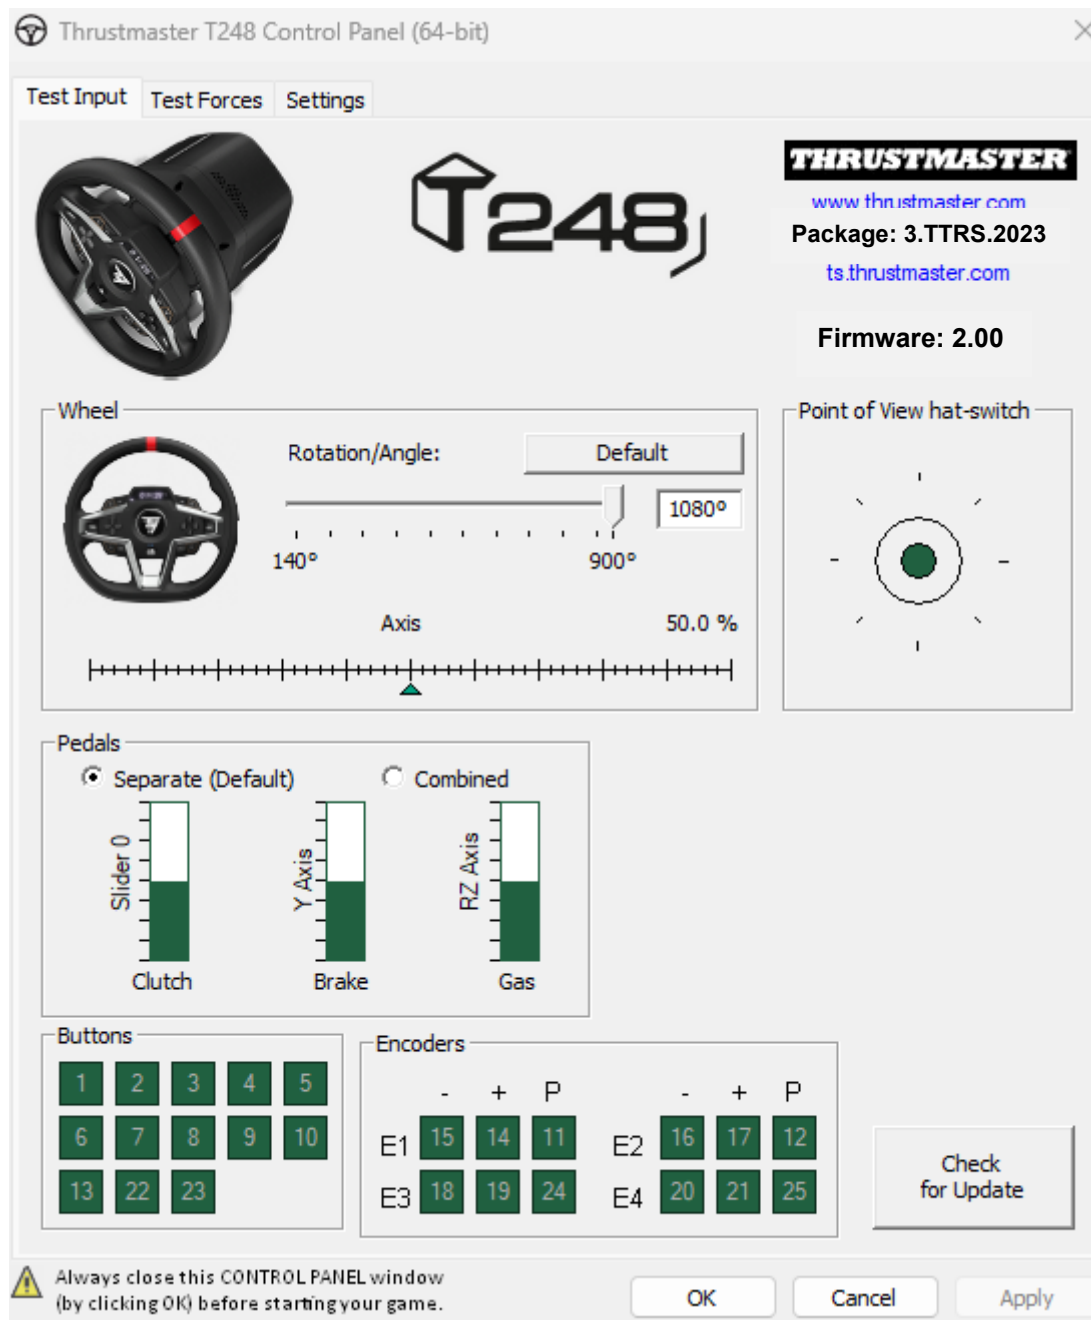 Thrustmaster T248 Control Panel (64-bit)
Test Input Test Forces Settings
T248
THRUSTMASTER
www.thrustmaster.com
Package: 3.TTRS.2023
ts.thrustmaster.com
Firmware: 2.00
Wheel
Rotation/Angle: Default
1080°
140° 900°
Axis 50.0 %
Point of View hat-switch
Pedals
Separate (Default) Combined
Slider 0
Y Axis
RZ Axis
Clutch Brake Gas
Buttons
1 2 3 4 5
6 7 8 9 10
13 22 23
Encoders
- + P - + P
E1 15 14 11 E2 16 17 12
E3 18 19 24 E4 20 21 25
Check
for Update
Always close this CONTROL PANEL window
(by clicking OK) before starting your game.
OK Cancel Apply